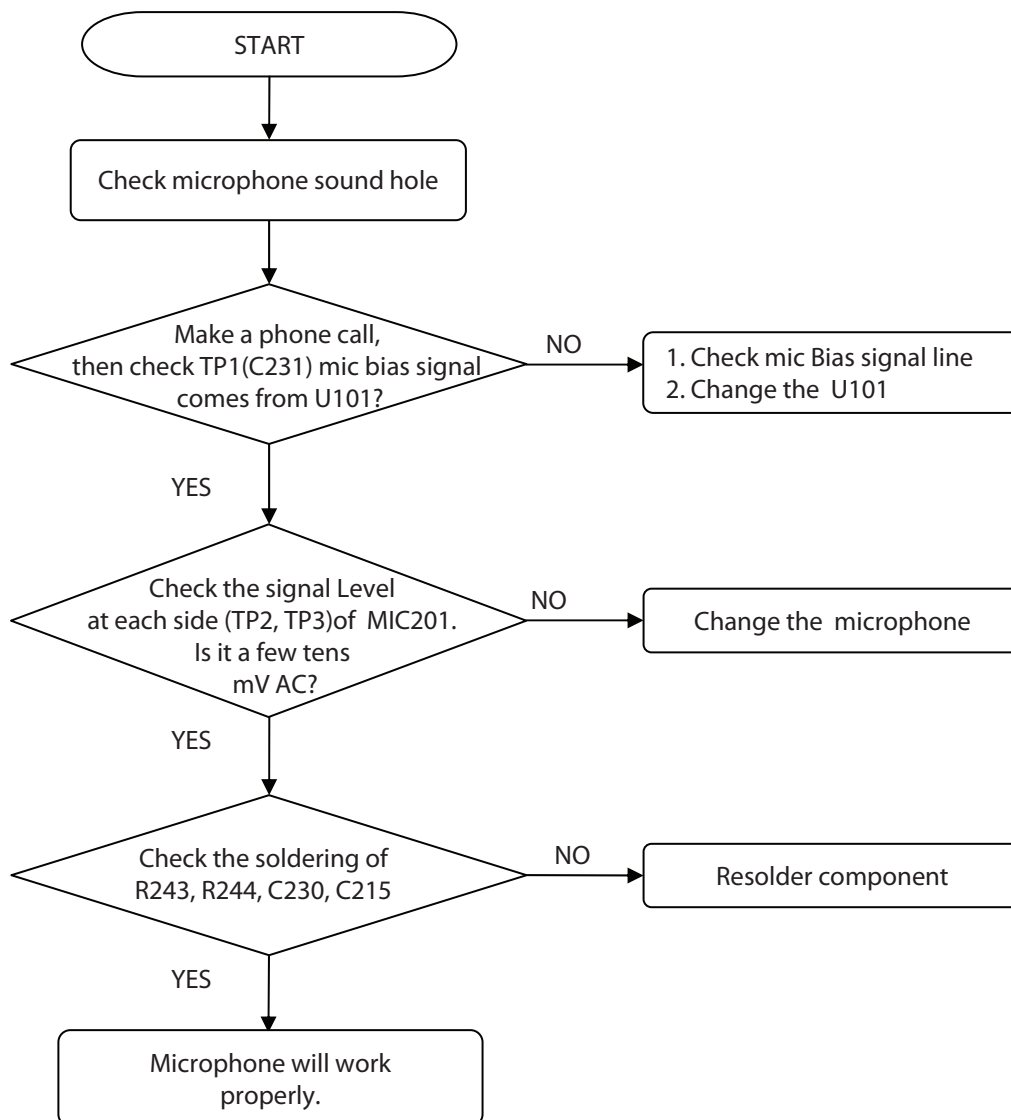 START
Check microphone sound hole
Make a phone call,
then check TP1(C231) mic bias signal
comes from U101?
NO
1. Check mic Bias signal line
2. Change the U101
YES
Check the signal Level
at each side (TP2, TP3)of MIC201.
Is it a few tens
mV AC?
NO
Change the microphone
YES
Check the soldering of
R243, R244, C230, C215
NO
Resolder component
YES
Microphone will work
properly.